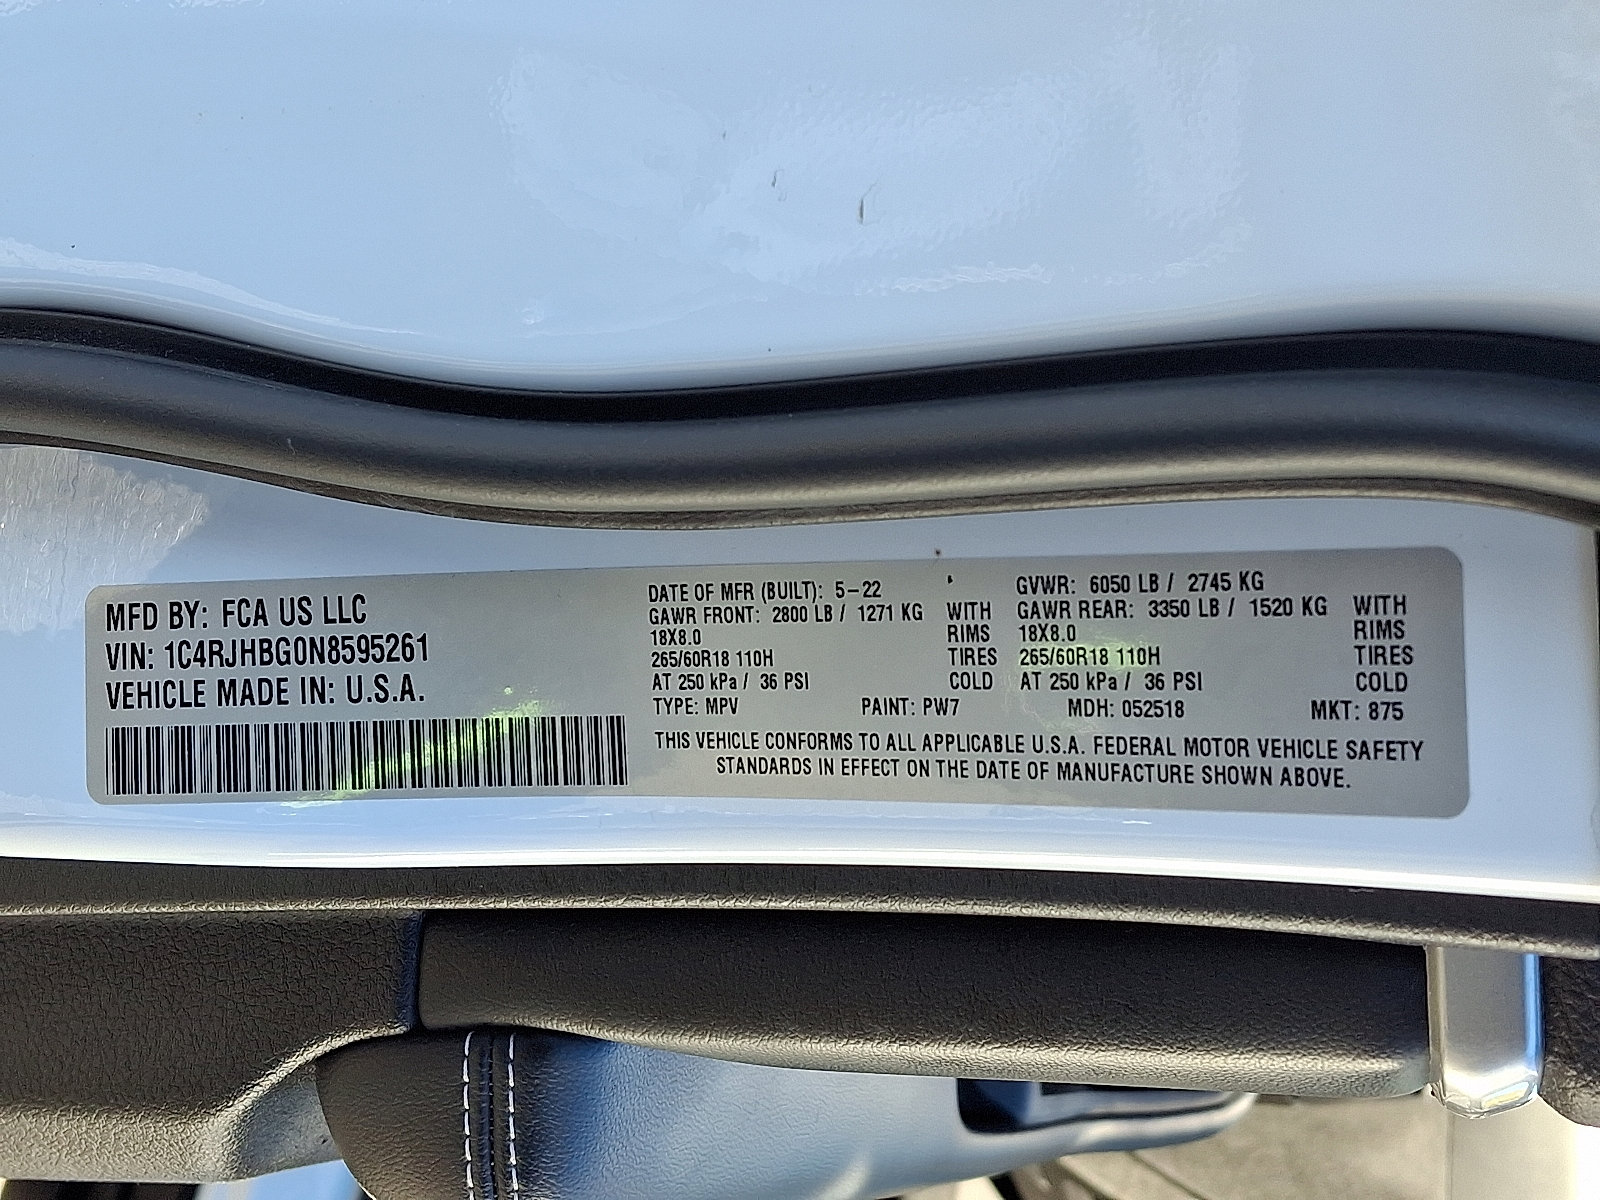 MFD BY: FCA US LLC
VIN: 1C4RJHBG0N8595261
VEHICLE MADE IN: U.S.A.
DATE OF MFR (BUILT): 5-22 GVWR: 6050 LB / 2745 KG
GAWR FRONT: 2800 LB / 1271 KG WITH GAWR REAR: 3350 LB / 1520 KG WITH
18X8.0 RIMS 18X8.0 RIMS
265/60R18 110H TIRES 265/60R18 110H TIRES
AT 250 kPa / 36 PSI COLD AT 250 kPa / 36 PSI COLD
TYPE: MPV PAINT: PW7 MDH: 052518 MKT: 875
THIS VEHICLE CONFORMS TO ALL APPLICABLE U.S.A. FEDERAL MOTOR VEHICLE SAFETY
STANDARDS IN EFFECT ON THE DATE OF MANUFACTURE SHOWN ABOVE.